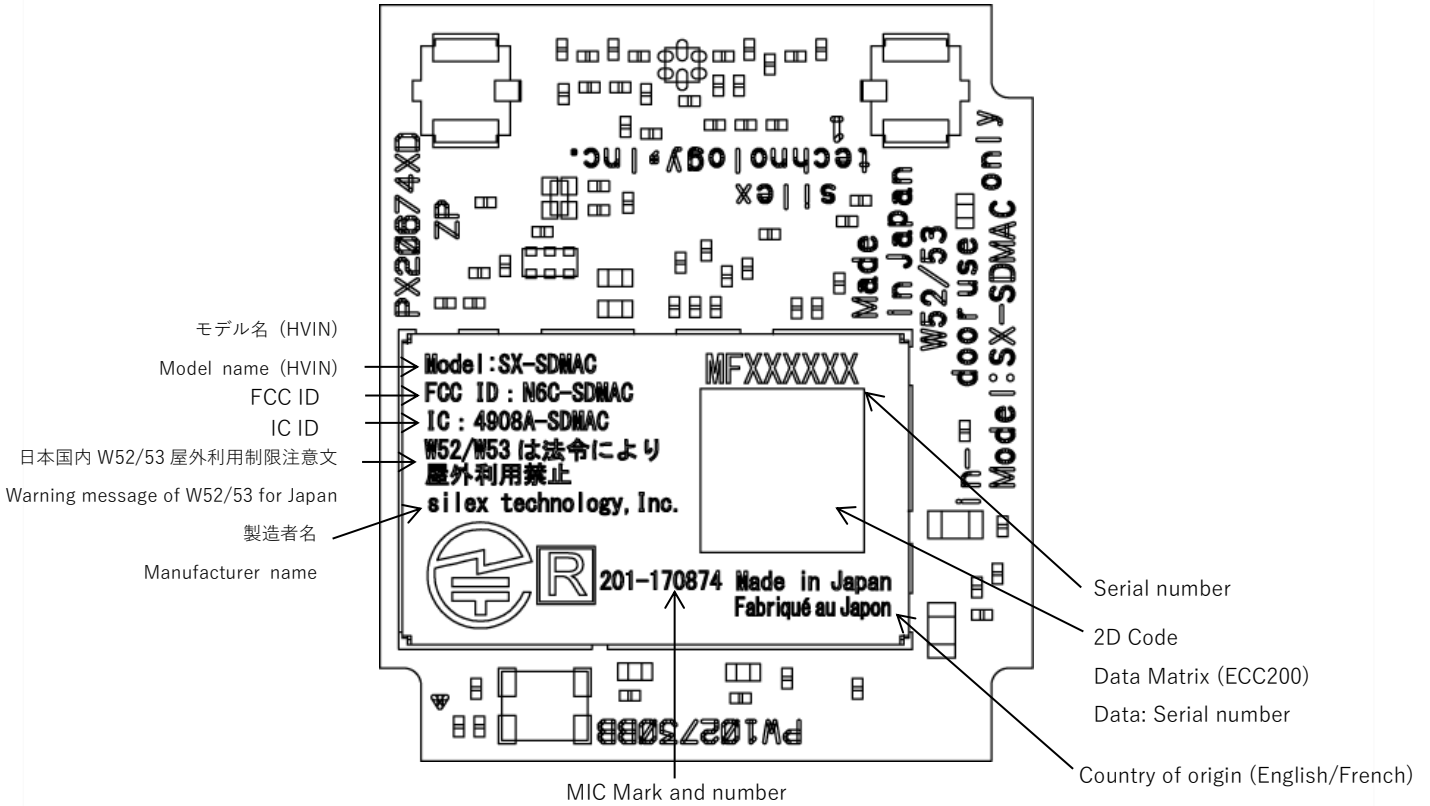 PX20674XD
ZP
silex
technology,Inc.
1
Made
in Japan
W52/53
in-door use only
Model:SX-SDMAC
モデル名 (HVIN)
Model name (HVIN)
FCC ID
IC ID
日本国内 W52/53 屋外利用制限注意文
Warning message of W52/53 for Japan
製造者名
Manufacturer name
Model:SX-SDMAC
FCC ID : N6C-SDMAC
IC : 4908A-SDMAC
W52/W53 は法令により
屋外利用禁止
silex technology,Inc.
MFXXXXXX
R
201-170874
Made in Japan
Fabriqué au Japon
Serial number
2D Code
Data Matrix (ECC200)
Data: Serial number
Country of origin (English/French)
PW102730BB
MIC Mark and number